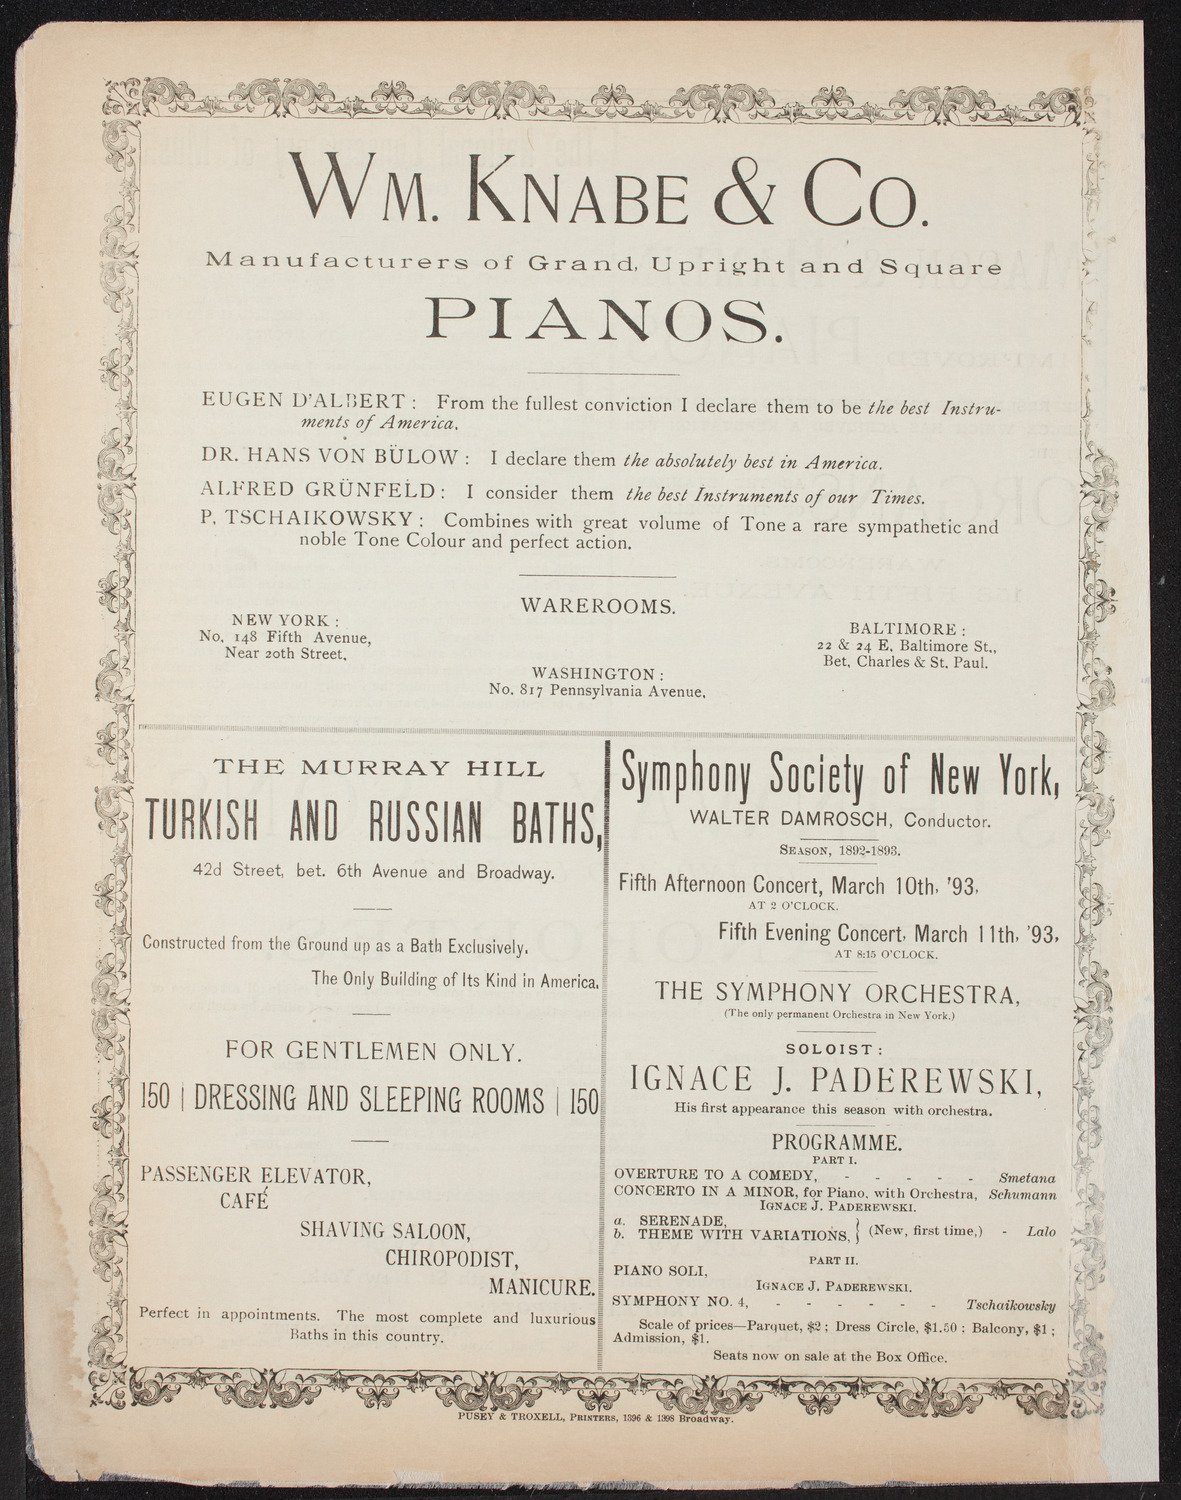 WM. KNABE & CO.
Manufacturers of Grand, Upright and Square
PIANOS.
EUGEN D'ALBERT : From the fullest conviction I declare them to be the best Instru-
ments of America.
DR. HANS VON BÜLOW : I declare them the absolutely best in America.
ALFRED GRÜNFELD : I consider them the best Instruments of our Times.
P. TSCHAIKOWSKY : Combines with great volume of Tone a rare sympathetic and
noble Tone Colour and perfect action.
WAREROOMS.
NEW YORK :
No. 148 Fifth Avenue,
Near 20th Street.
BALTIMORE :
22 & 24 E. Baltimore St.,
Bet. Charles & St. Paul.
WASHINGTON :
No. 817 Pennsylvania Avenue.
THE MURRAY HILL
TURKISH AND RUSSIAN BATHS,
42d Street, bet. 6th Avenue and Broadway.
Constructed from the Ground up as a Bath Exclusively.
The Only Building of Its Kind in America.
FOR GENTLEMEN ONLY.
150 | DRESSING AND SLEEPING ROOMS | 150
PASSENGER ELEVATOR,
CAFÉ
SHAVING SALOON,
CHIROPODIST,
MANICURE.
Perfect in appointments. The most complete and luxurious
Baths in this country.
Symphony Society of New York,
WALTER DAMROSCH, Conductor.
SEASON, 1892-1893.
Fifth Afternoon Concert, March 10th, '93,
AT 2 O'CLOCK.
Fifth Evening Concert, March 11th, '93,
AT 8:15 O'CLOCK.
THE SYMPHONY ORCHESTRA,
(The only permanent Orchestra in New York.)
SOLOIST :
IGNACE J. PADEREWSKI,
His first appearance this season with orchestra.
PROGRAMME.
PART I.
OVERTURE TO A COMEDY, - - - - - Smetana
CONCERTO IN A MINOR, for Piano, with Orchestra, Schumann
IGNACE J. PADEREWSKI.
a. SERENADE,
b. THEME WITH VARIATIONS, } (New, first time,) - Lalo
PART II.
PIANO SOLI,
IGNACE J. PADEREWSKI.
SYMPHONY NO. 4, - - - - - - Tschaikowsky
Scale of prices—Parquet, $2 ; Dress Circle, $1.50 ; Balcony, $1 ;
Admission, $1.
Seats now on sale at the Box Office.
PUSEY & TROXELL, PRINTERS, 1396 & 1398 Broadway.